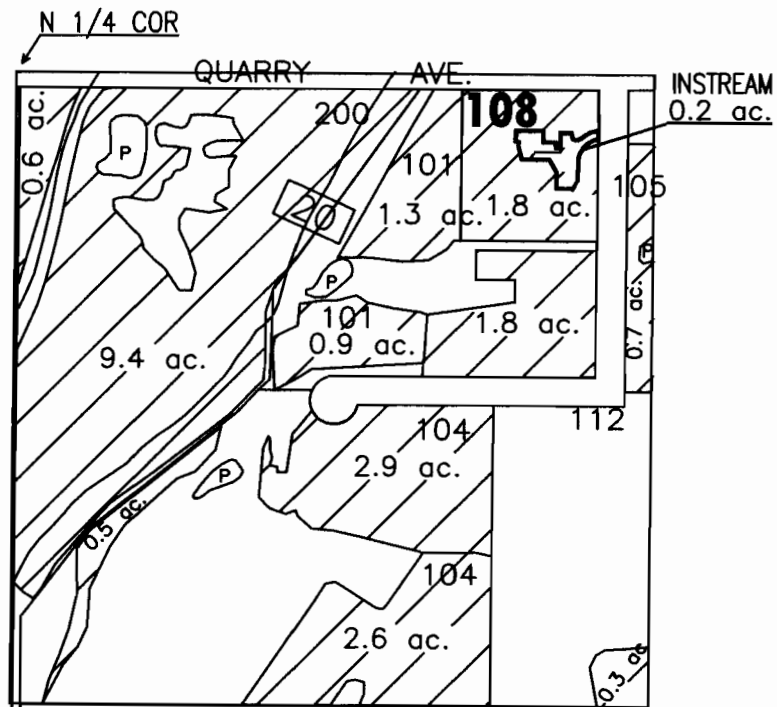 N 1/4 COR
QUARRY AVE.
INSTREAM
0.2 ac.
108
200
0.6 ac.
P
101
105
20
1.3 ac.
1.8 ac.
P
P
101
0.9 ac.
1.8 ac.
0.7 ac.
9.4 ac.
112
104
2.9 ac.
P
0.5 ac.
104
2.6 ac.
0.3 ac.